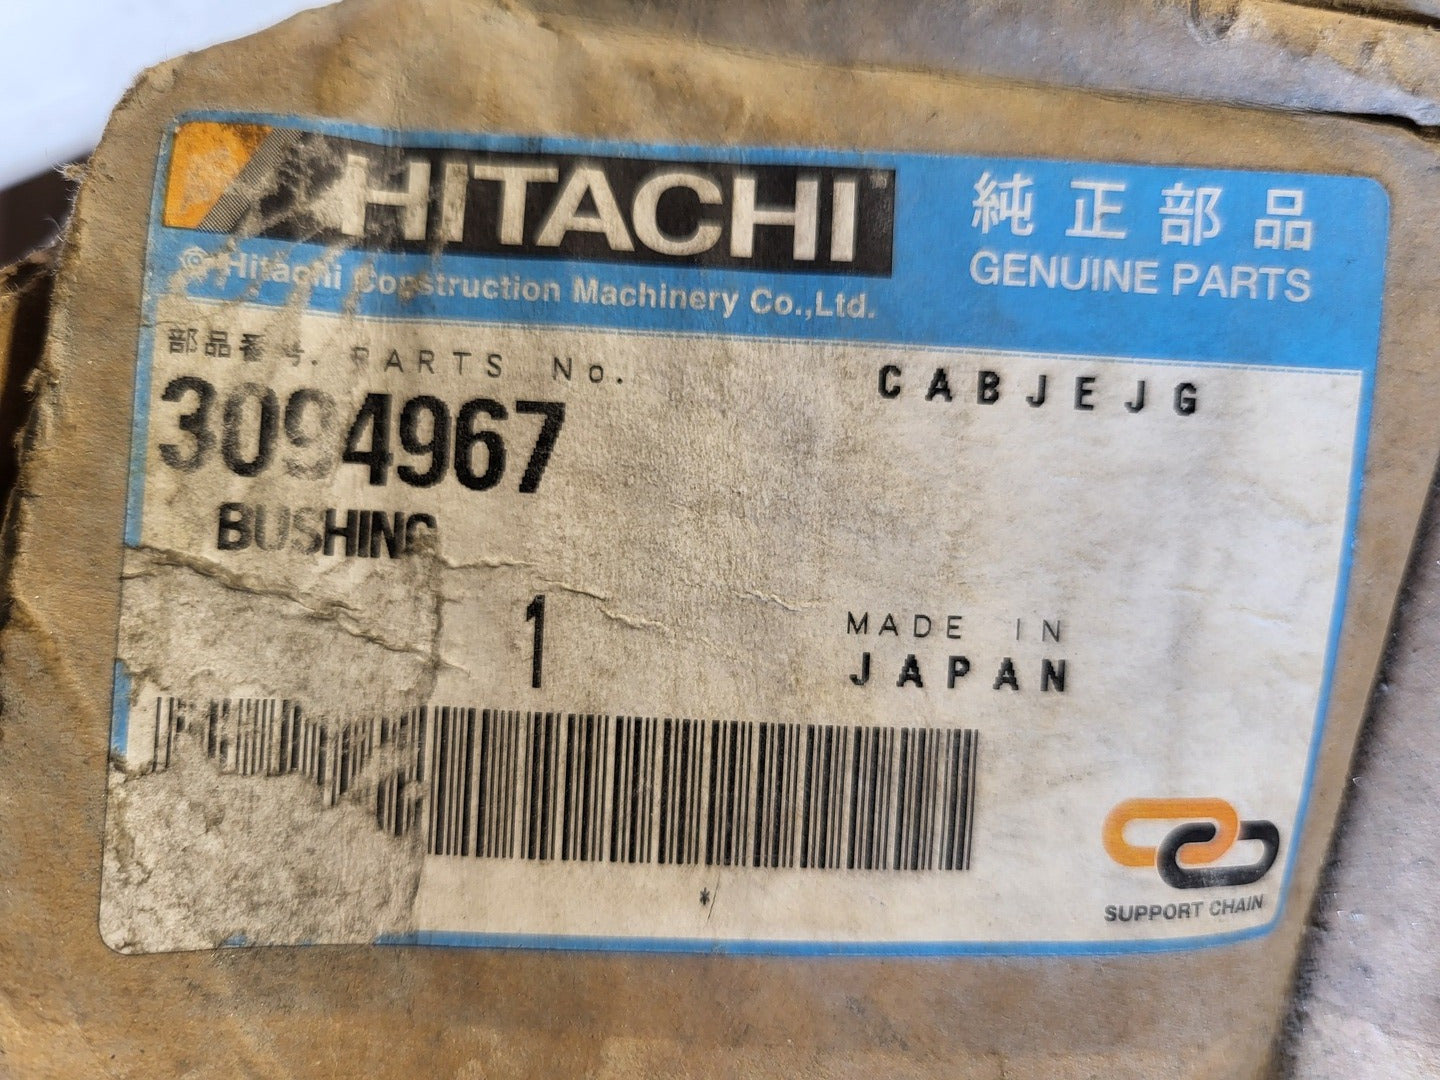 HITACHI
純正部品
GENUINE PARTS
© Hitachi Construction Machinery Co.,Ltd.
部品番号. PARTS No.
CABJEJG
3094967
BUSHING
1
MADE IN
JAPAN
*
SUPPORT CHAIN